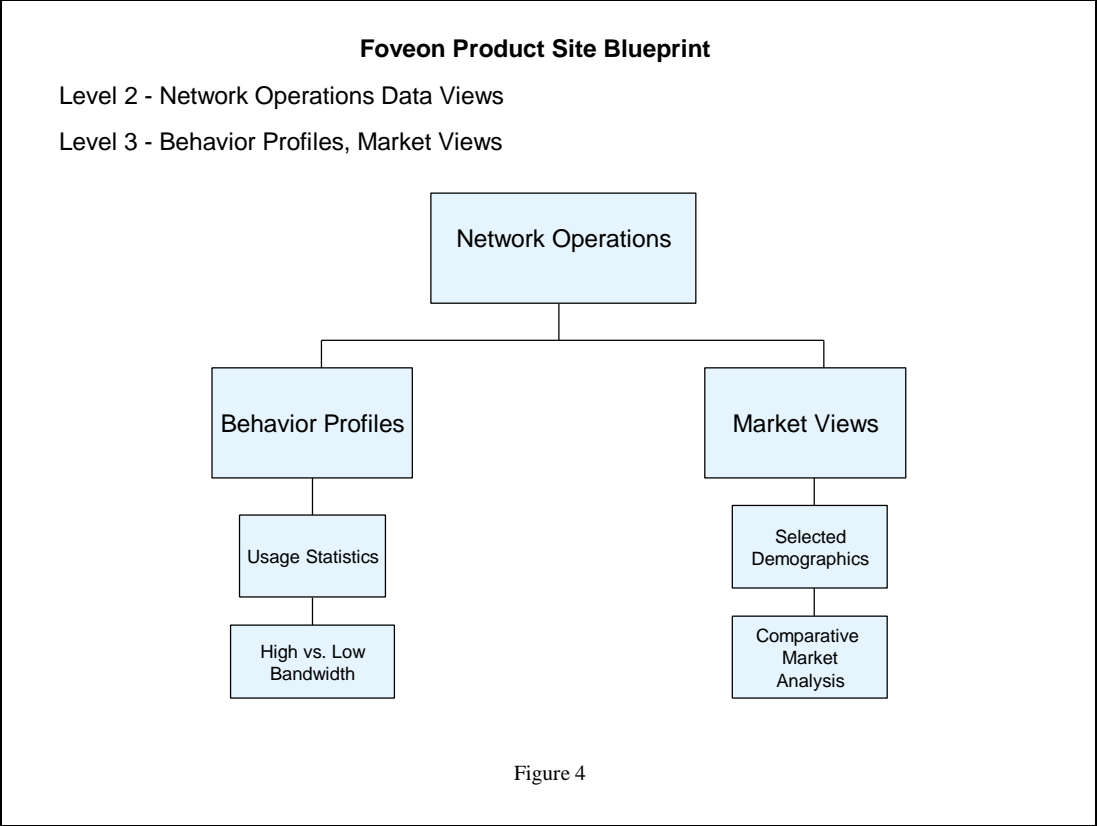 Foveon Product Site Blueprint
Level 2 - Network Operations Data Views
Level 3 - Behavior Profiles, Market Views
Network Operations
Behavior Profiles
Market Views
Usage Statistics
Selected
Demographics
High vs. Low
Bandwidth
Comparative
Market
Analysis
Figure 4